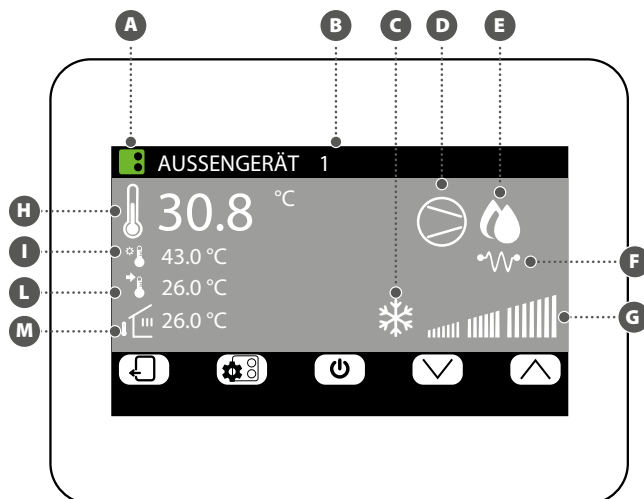 A B C D E
AUSSENGERÄT 1
H 30.8 °C
I 43.0 °C F
L 26.0 °C
M 26.0 °C G